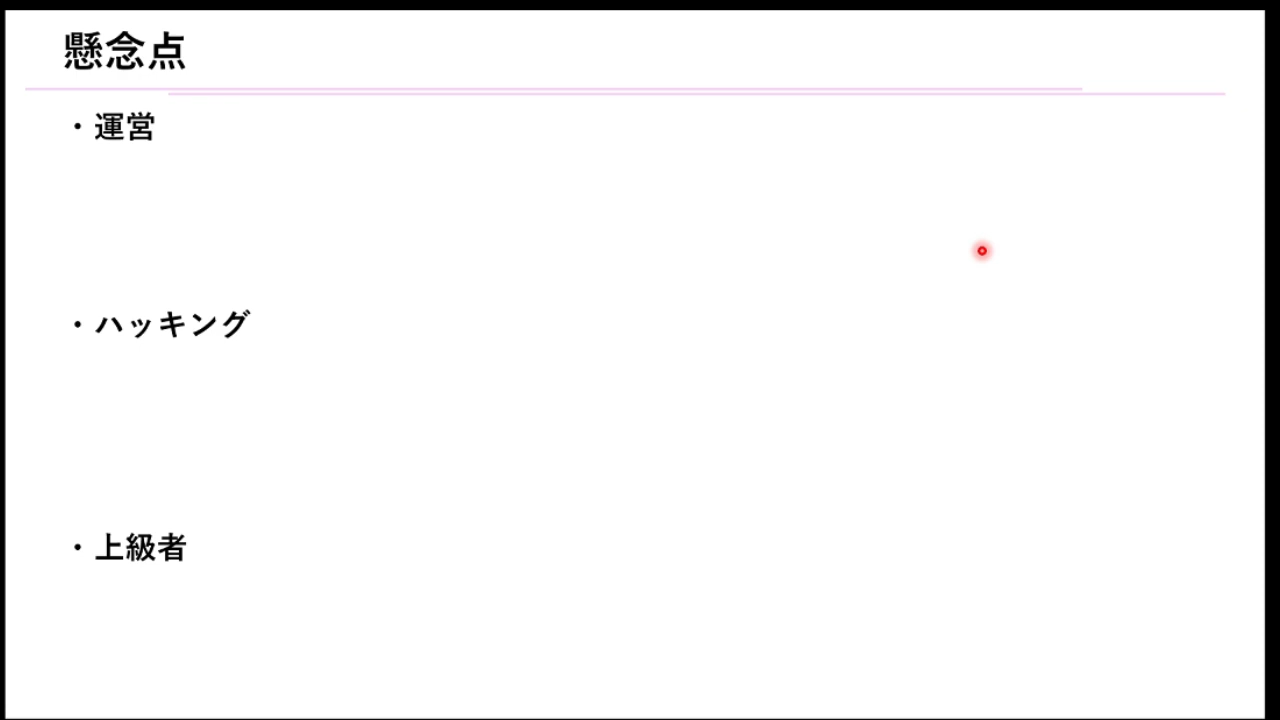 懸念点
・運営
・ハッキング
・上級者